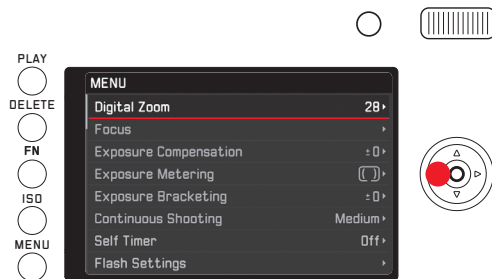 PLAY
DELETE
FN
ISO
MENU
MENU
Digital Zoom 28
Focus
Exposure Compensation ±0
Exposure Metering
Exposure Bracketing ±0
Continuous Shooting Medium
Self Timer Off
Flash Settings